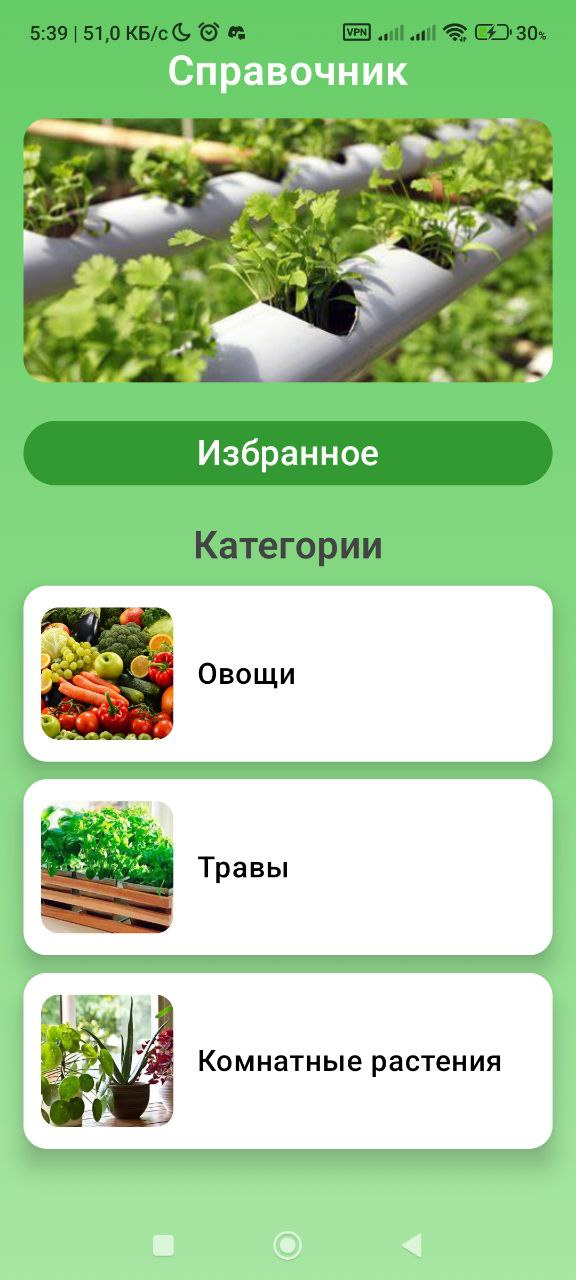 5:39 | 51,0 КБ/с VPN 30%
Справочник
Избранное
Категории
Овощи
Травы
Комнатные растения